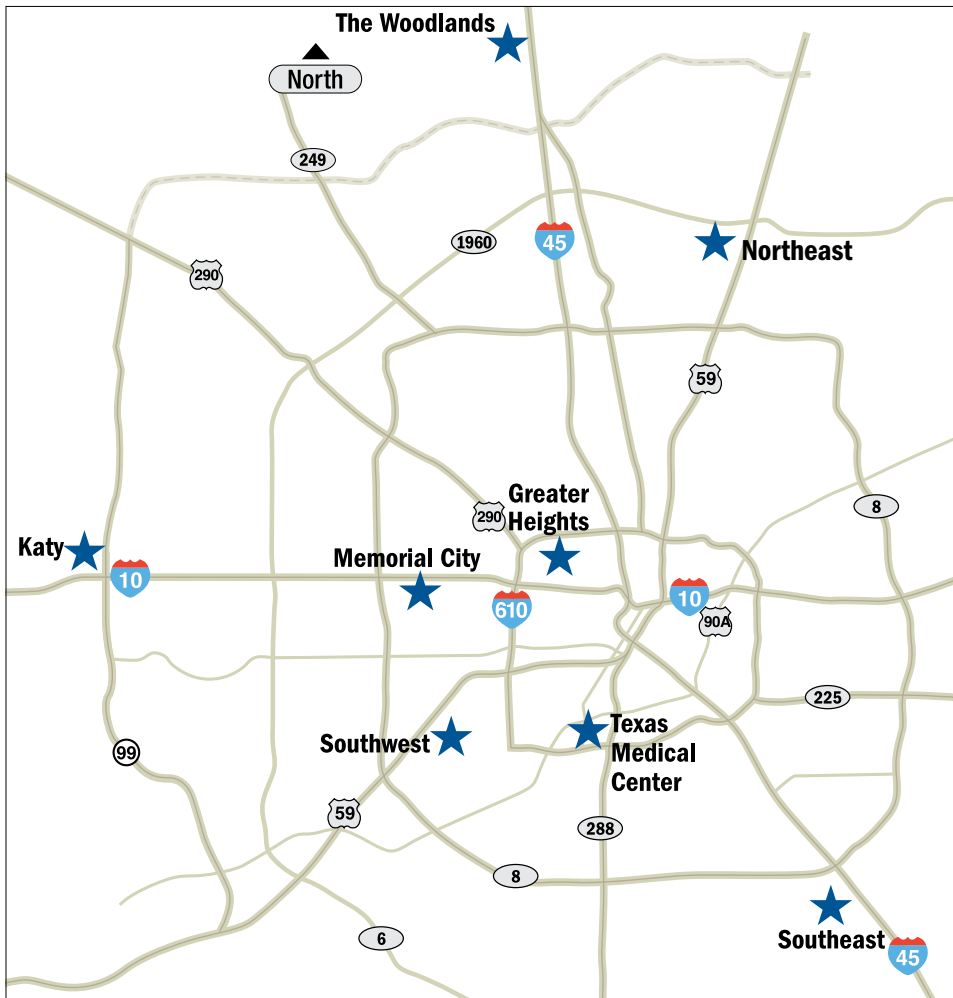 The Woodlands
North
249
1960
45
290
Northeast
59
Greater
Heights
290
8
Katy
Memorial City
10
610
10
90A
225
Southwest
Texas
Medical
Center
99
59
288
8
Southeast
6
45